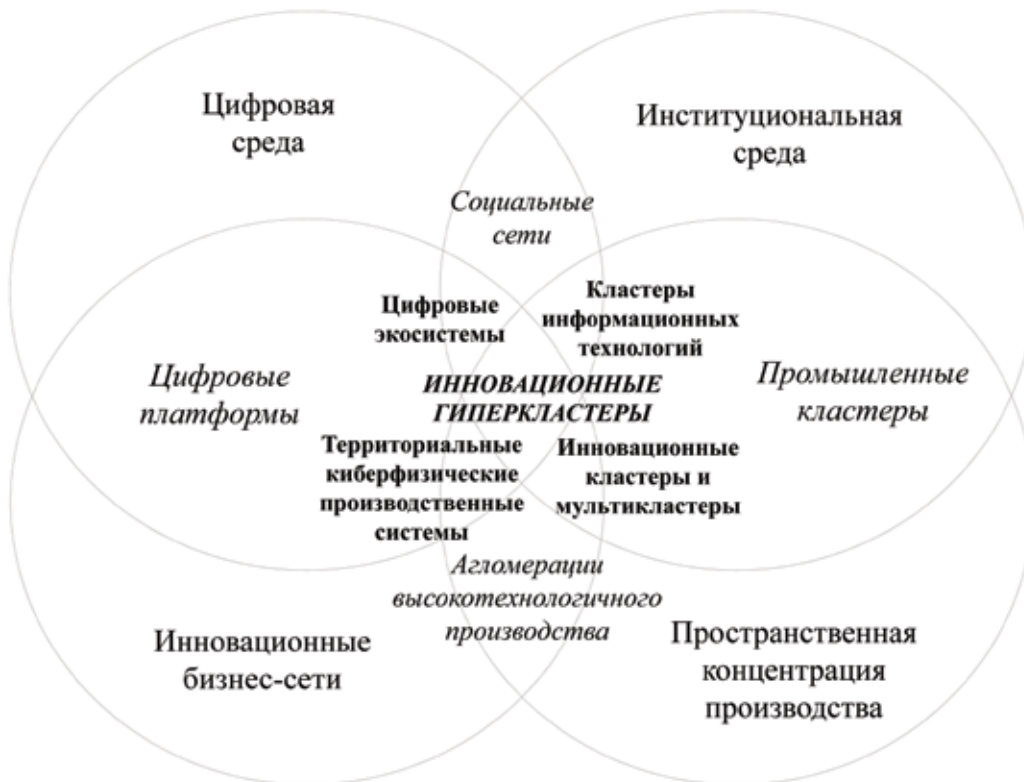 Цифровая
среда
Институциональная
среда
Социальные
сети
Цифровые
экосистемы
Кластеры
информационных
технологий
Цифровые
платформы
ИННОВАЦИОННЫЕ
ГИПЕРКЛАСТЕРЫ
Промышленные
кластеры
Территориальные
киберфизические
производственные
системы
Инновационные
кластеры и
мультикластеры
Агломерации
высокотехнологичного
производства
Инновационные
бизнес-сети
Пространственная
концентрация
производства